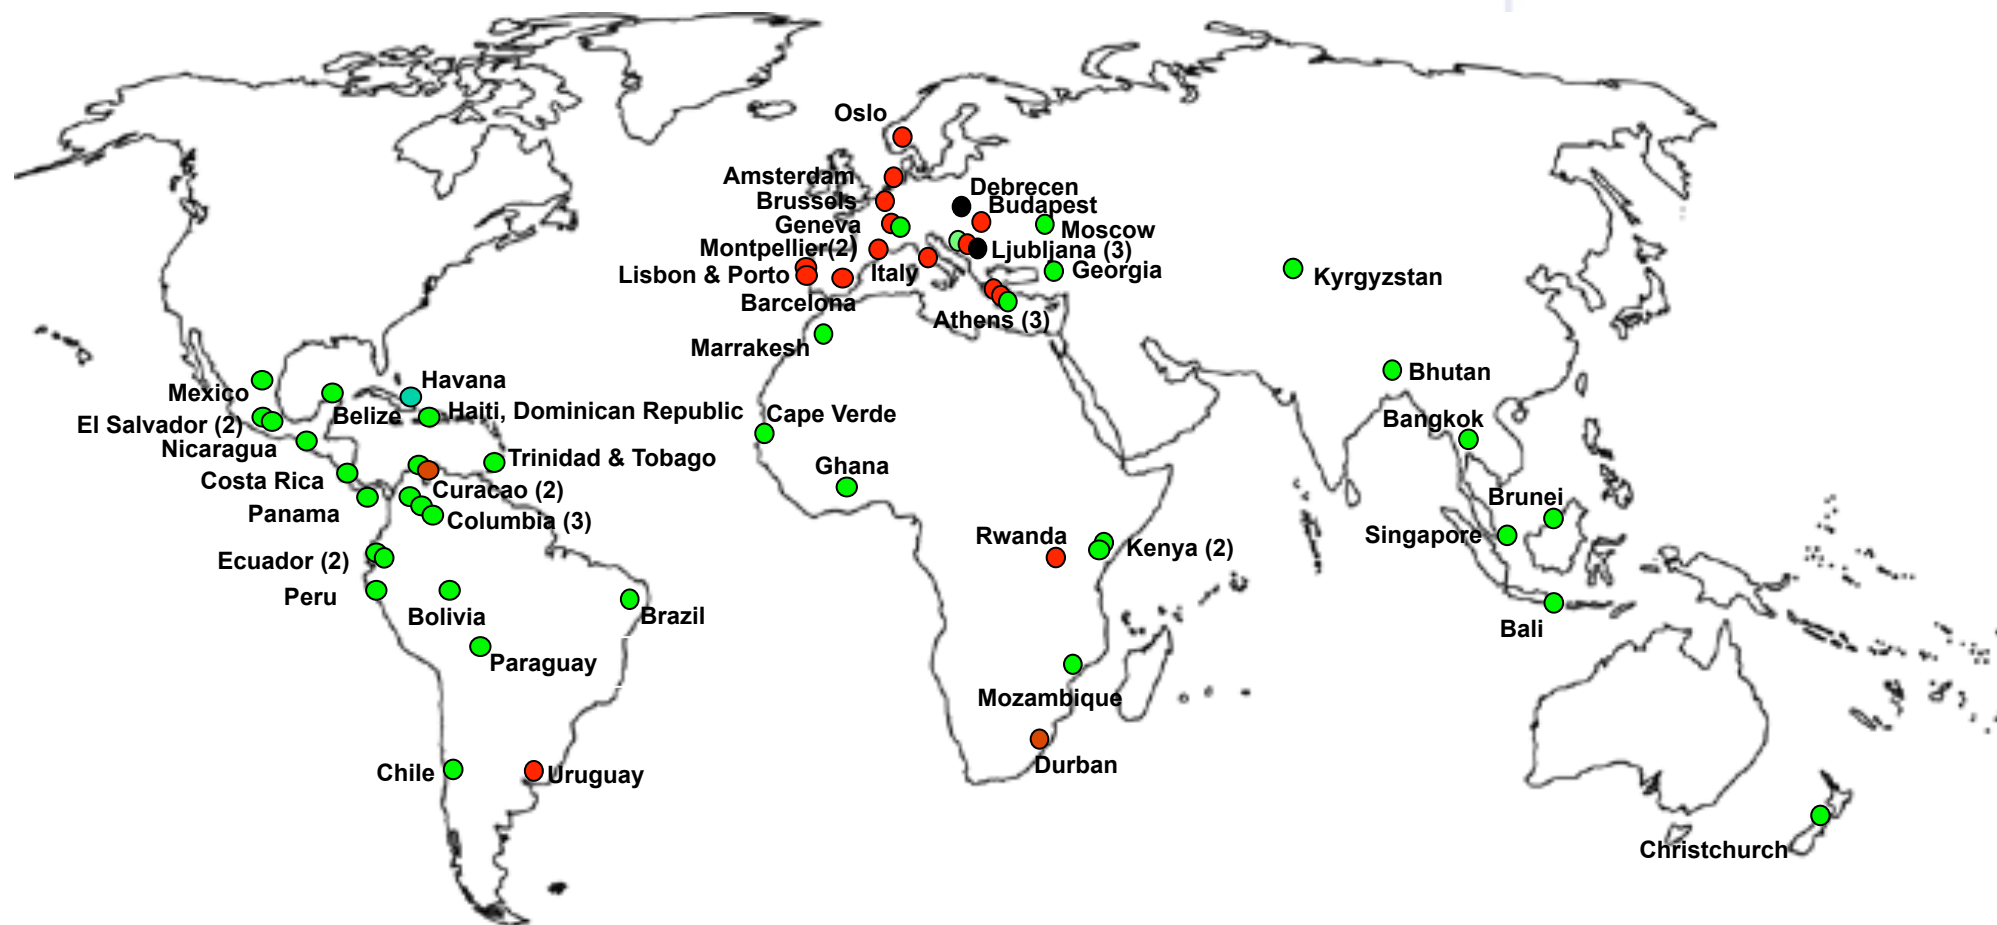 Oslo
Amsterdam
Debrecen
Brussels
Budapest
Geneva
Moscow
Montpellier(2)
Ljubljana (3)
Lisbon & Porto
Italy
Georgia
Kyrgyzstan
Barcelona
Athens (3)
Marrakesh
Bhutan
Havana
Mexico
Belize
Haiti, Dominican Republic
Cape Verde
Bangkok
El Salvador (2)
Nicaragua
Trinidad & Tobago
Ghana
Costa Rica
Curacao (2)
Brunei
Panama
Columbia (3)
Rwanda
Kenya (2)
Singapore
Ecuador (2)
Peru
Bolivia
Brazil
Bali
Paraguay
Mozambique
Durban
Chile
Uruguay
Christchurch